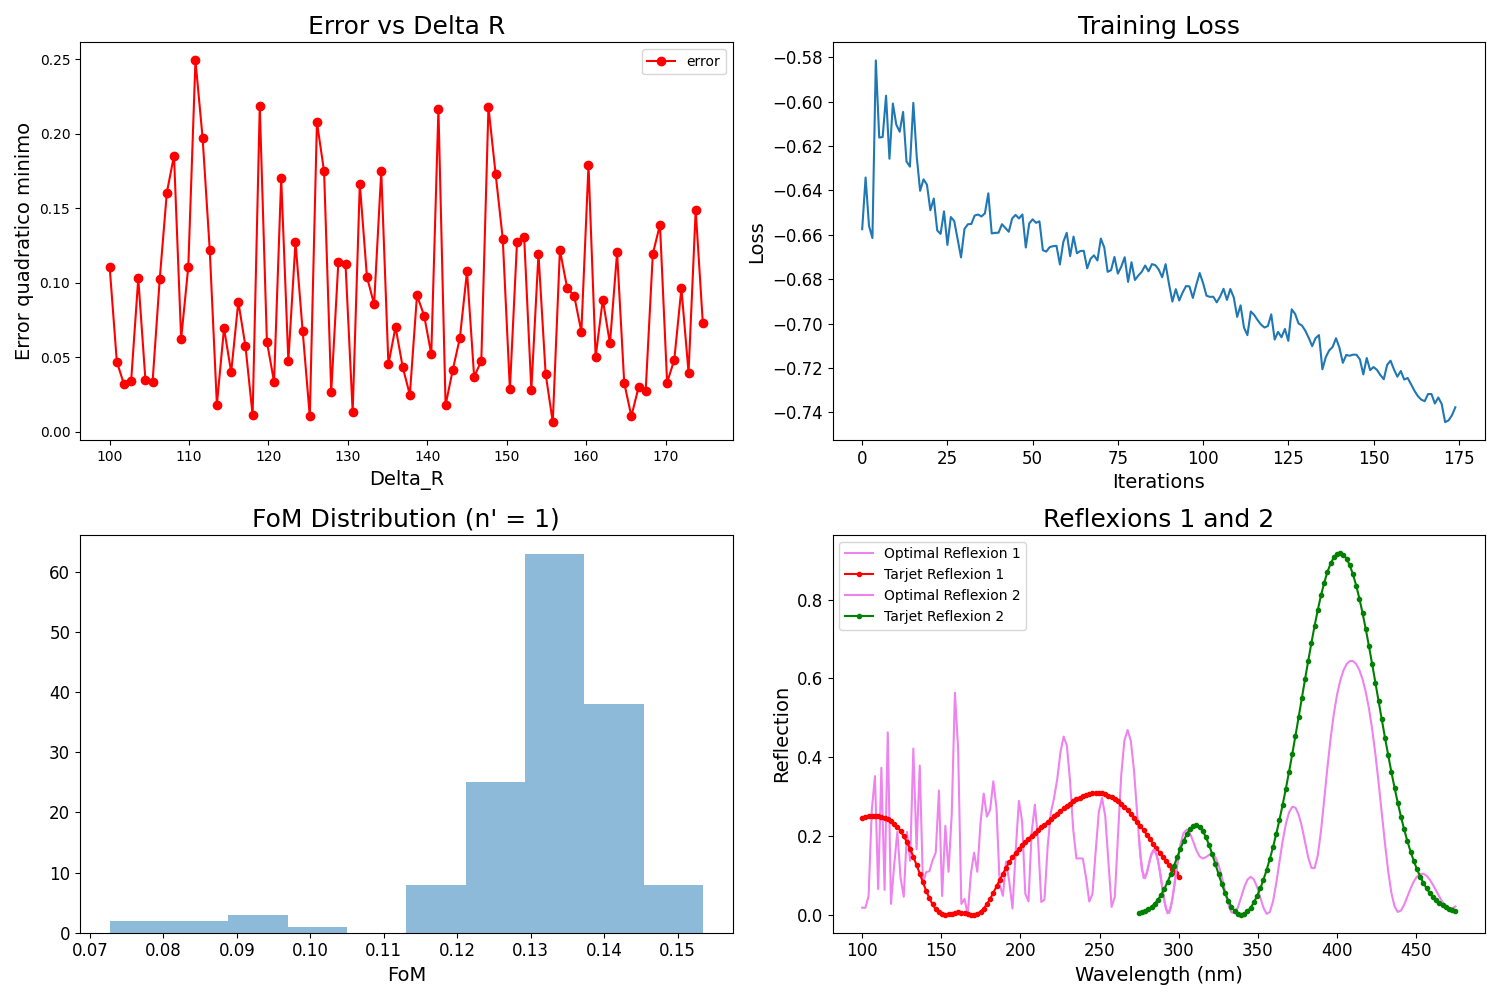 Error vs Delta R
error
Error quadratico minimo
0.25
0.20
0.15
0.10
0.05
0.00
100 110 120 130 140 150 160 170
Delta_R
Training Loss
Loss
−0.58
−0.60
−0.62
−0.64
−0.66
−0.68
−0.70
−0.72
−0.74
0 25 50 75 100 125 150 175
Iterations
FoM Distribution (n' = 1)
60
50
40
30
20
10
0
0.07 0.08 0.09 0.10 0.11 0.12 0.13 0.14 0.15
FoM
Reflexions 1 and 2
Optimal Reflexion 1
Tarjet Reflexion 1
Optimal Reflexion 2
Tarjet Reflexion 2
Reflection
0.8
0.6
0.4
0.2
0.0
100 150 200 250 300 350 400 450
Wavelength (nm)